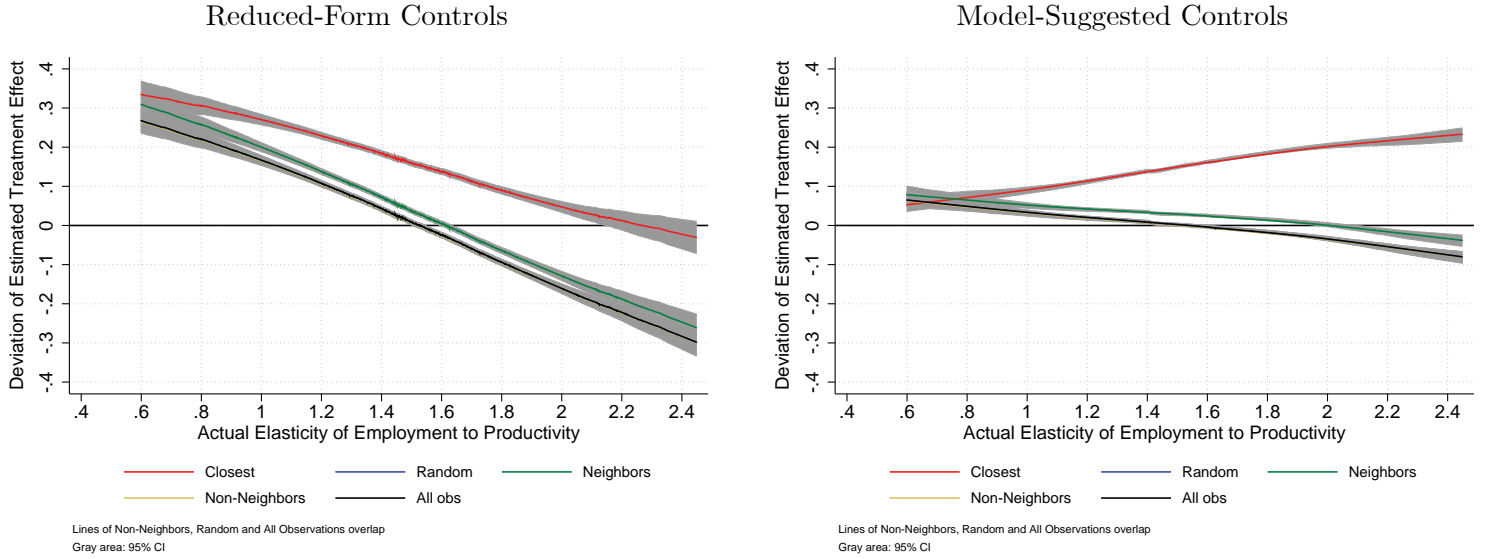 Reduced-Form Controls
Deviation of Estimated Treatment Effect
.4
.3
.2
.1
0
-.1
-.2
-.3
-.4
.4 .6 .8 1 1.2 1.4 1.6 1.8 2 2.2 2.4
Actual Elasticity of Employment to Productivity
Closest Random Neighbors
Non-Neighbors All obs
Lines of Non-Neighbors, Random and All Observations overlap
Gray area: 95% CI
Model-Suggested Controls
Deviation of Estimated Treatment Effect
.4
.3
.2
.1
0
-.1
-.2
-.3
-.4
.4 .6 .8 1 1.2 1.4 1.6 1.8 2 2.2 2.4
Actual Elasticity of Employment to Productivity
Closest Random Neighbors
Non-Neighbors All obs
Lines of Non-Neighbors, Random and All Observations overlap
Gray area: 95% CI